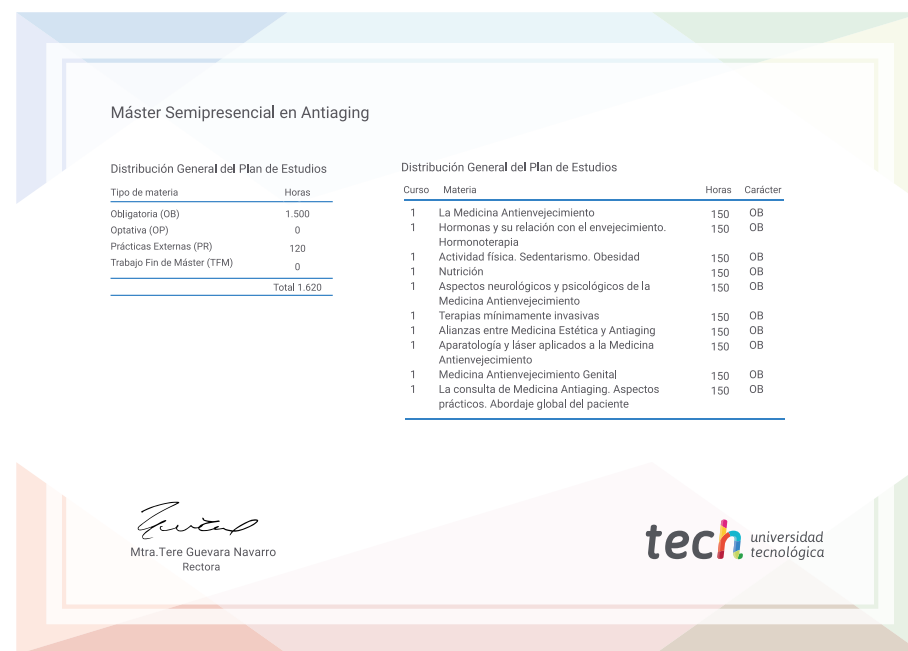 Máster Semipresencial en Antiaging
Distribución General del Plan de Estudios
Tipo de materia Horas
Obligatoria (OB) 1.500
Optativa (OP) 0
Prácticas Externas (PR) 120
Trabajo Fin de Máster (TFM) 0
Total 1.620
Distribución General del Plan de Estudios
Curso Materia Horas Carácter
1 La Medicina Antienvejecimiento 150 OB
1 Hormonas y su relación con el envejecimiento. 150 OB
Hormonoterapia
1 Actividad física. Sedentarismo. Obesidad 150 OB
1 Nutrición 150 OB
1 Aspectos neurológicos y psicológicos de la 150 OB
Medicina Antienvejecimiento
1 Terapias mínimamente invasivas 150 OB
1 Alianzas entre Medicina Estética y Antiaging 150 OB
1 Aparatología y láser aplicados a la Medicina 150 OB
Antienvejecimiento
1 Medicina Antienvejecimiento Genital 150 OB
1 La consulta de Medicina Antiaging. Aspectos 150 OB
prácticos. Abordaje global del paciente
Mtra.Tere Guevara Navarro
Rectora
tech universidad
tecnológica